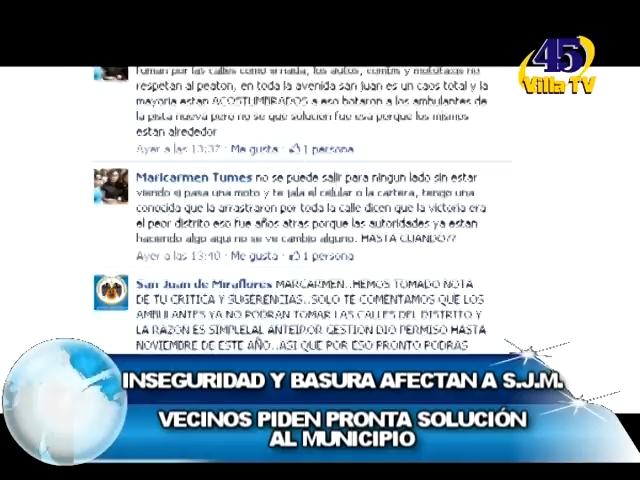 45
Villa TV
fuman por las calles como si nada, los autos, combis y mototaxis no
respetan al peaton, en toda la avenida san juan es un caos total y la
mayoria estan ACOSTUMBRADOS a eso botaron a los ambulantes de
la pista nueva pero no se que solucion fue esa porque los mismos
estan alrededor
Ayer a las 13:37 · Me gusta · 1 persona
Maricarmen Tumes no se puede salir para ningun lado sin estar
viendo si pasa una moto y te jala el celular o la cartera, tengo una
conocida que la arrastraron por toda la calle dicen que la victoria era
el peor distrito eso fue años atras porque las autoridades ya estan
haciendo algo aqui no se ve cambio alguno. HASTA CUANDO??
Ayer a las 13:40 · Me gusta · 1 persona
San Juan de Miraflores MARCARMEN..HEMOS TOMADO NOTA
DE TU CRITICA Y SUGERENCIAS..SOLO TE COMENTAMOS QUE LOS
AMBULANTES YA NO PODRAN TOMAR LAS CALLES DEL DISTRITO Y
LA RAZON ES SIMPLELAL ANTEIRPOR GESTION DIO PERMISO HASTA
NOVIEMBRE DE ESTE AÑO..ASI QUE POR ESO PRONTO PODRAS
INSEGURIDAD Y BASURA AFECTAN A S.J.M.
VECINOS PIDEN PRONTA SOLUCIÓN
AL MUNICIPIO